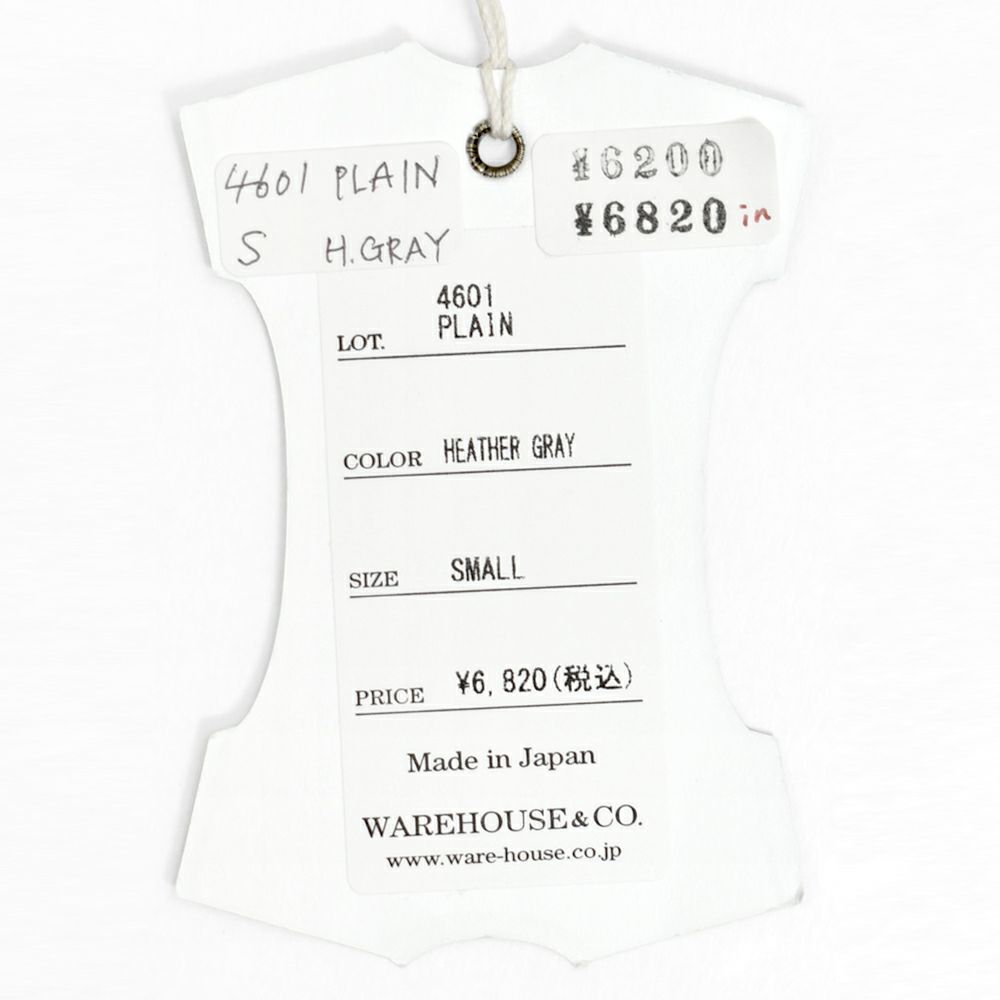 4601 PLAIN
S H.GRAY
¥6200
¥6820 in
4601
LOT. PLAIN
COLOR HEATHER GRAY
SIZE SMALL
PRICE ¥6,820(税込)
Made in Japan
WAREHOUSE & CO.
www.ware-house.co.jp